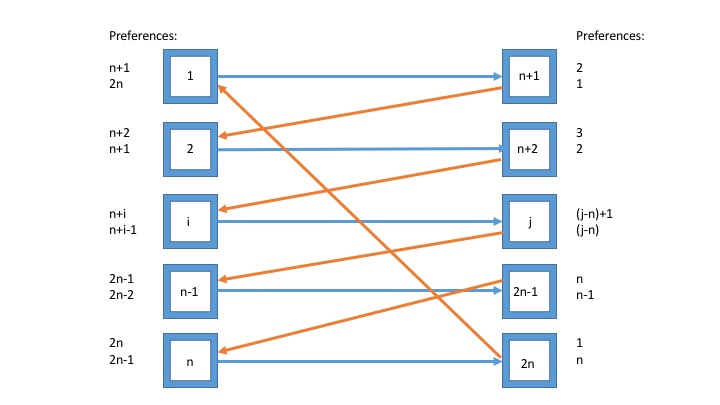 Preferences:
Preferences:
n+1
2n
1
n+1
2
1
n+2
n+1
2
n+2
3
2
n+i
n+i-1
i
j
(j-n)+1
(j-n)
2n-1
2n-2
n-1
2n-1
n
n-1
2n
2n-1
n
2n
1
n